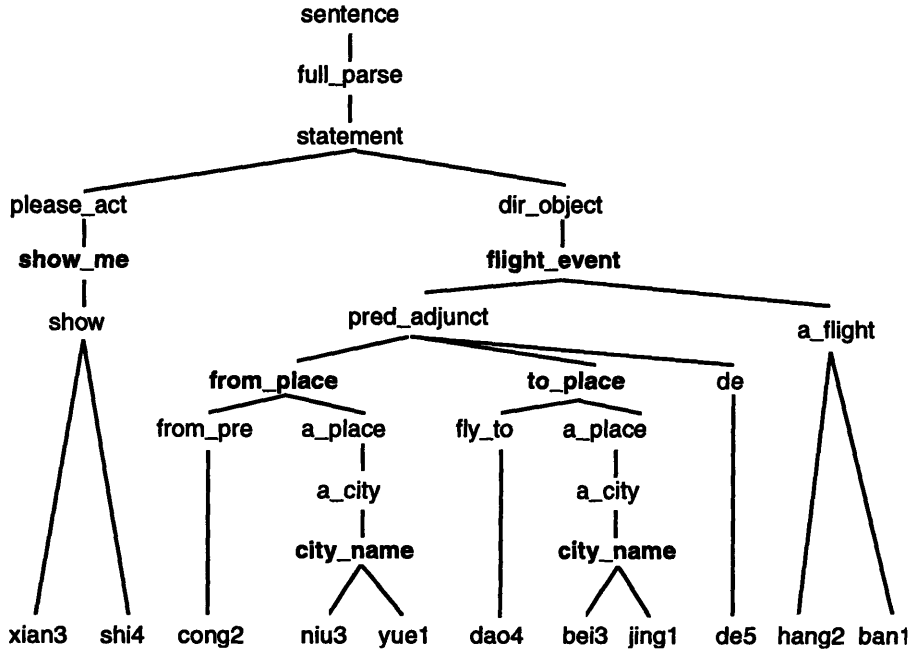 sentence
full_parse
statement
please_act dir_object
show_me flight_event
show pred_adjunct a_flight
from_place to_place de
from_pre a_place fly_to a_place
a_city a_city
city_name city_name
xian3 shi4 cong2 niu3 yue1 dao4 bei3 jing1 de5 hang2 ban1